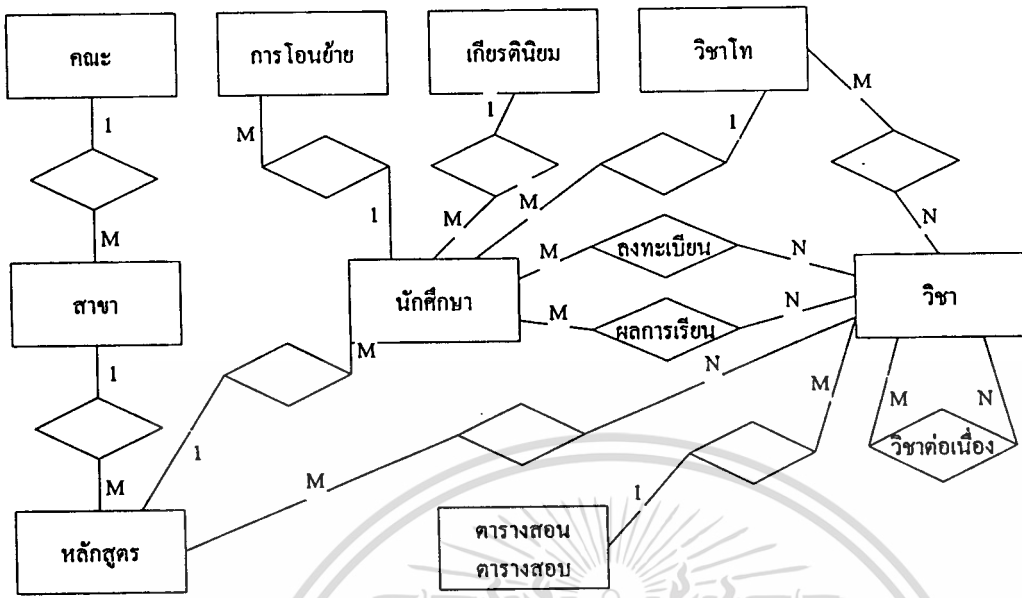 คณะ
การโอนย้าย
เกียรตินิยม
วิชาโท
1
M
1
1
M
M
1
M
M
N
M
ลงทะเบียน
N
สาขา
นักศึกษา
วิชา
M
ผลการเรียน
N
1
M
N
M
M
N
วิชาต่อเนื่อง
1
M
M
1
หลักสูตร
ตารางสอน
ตารางสอบ